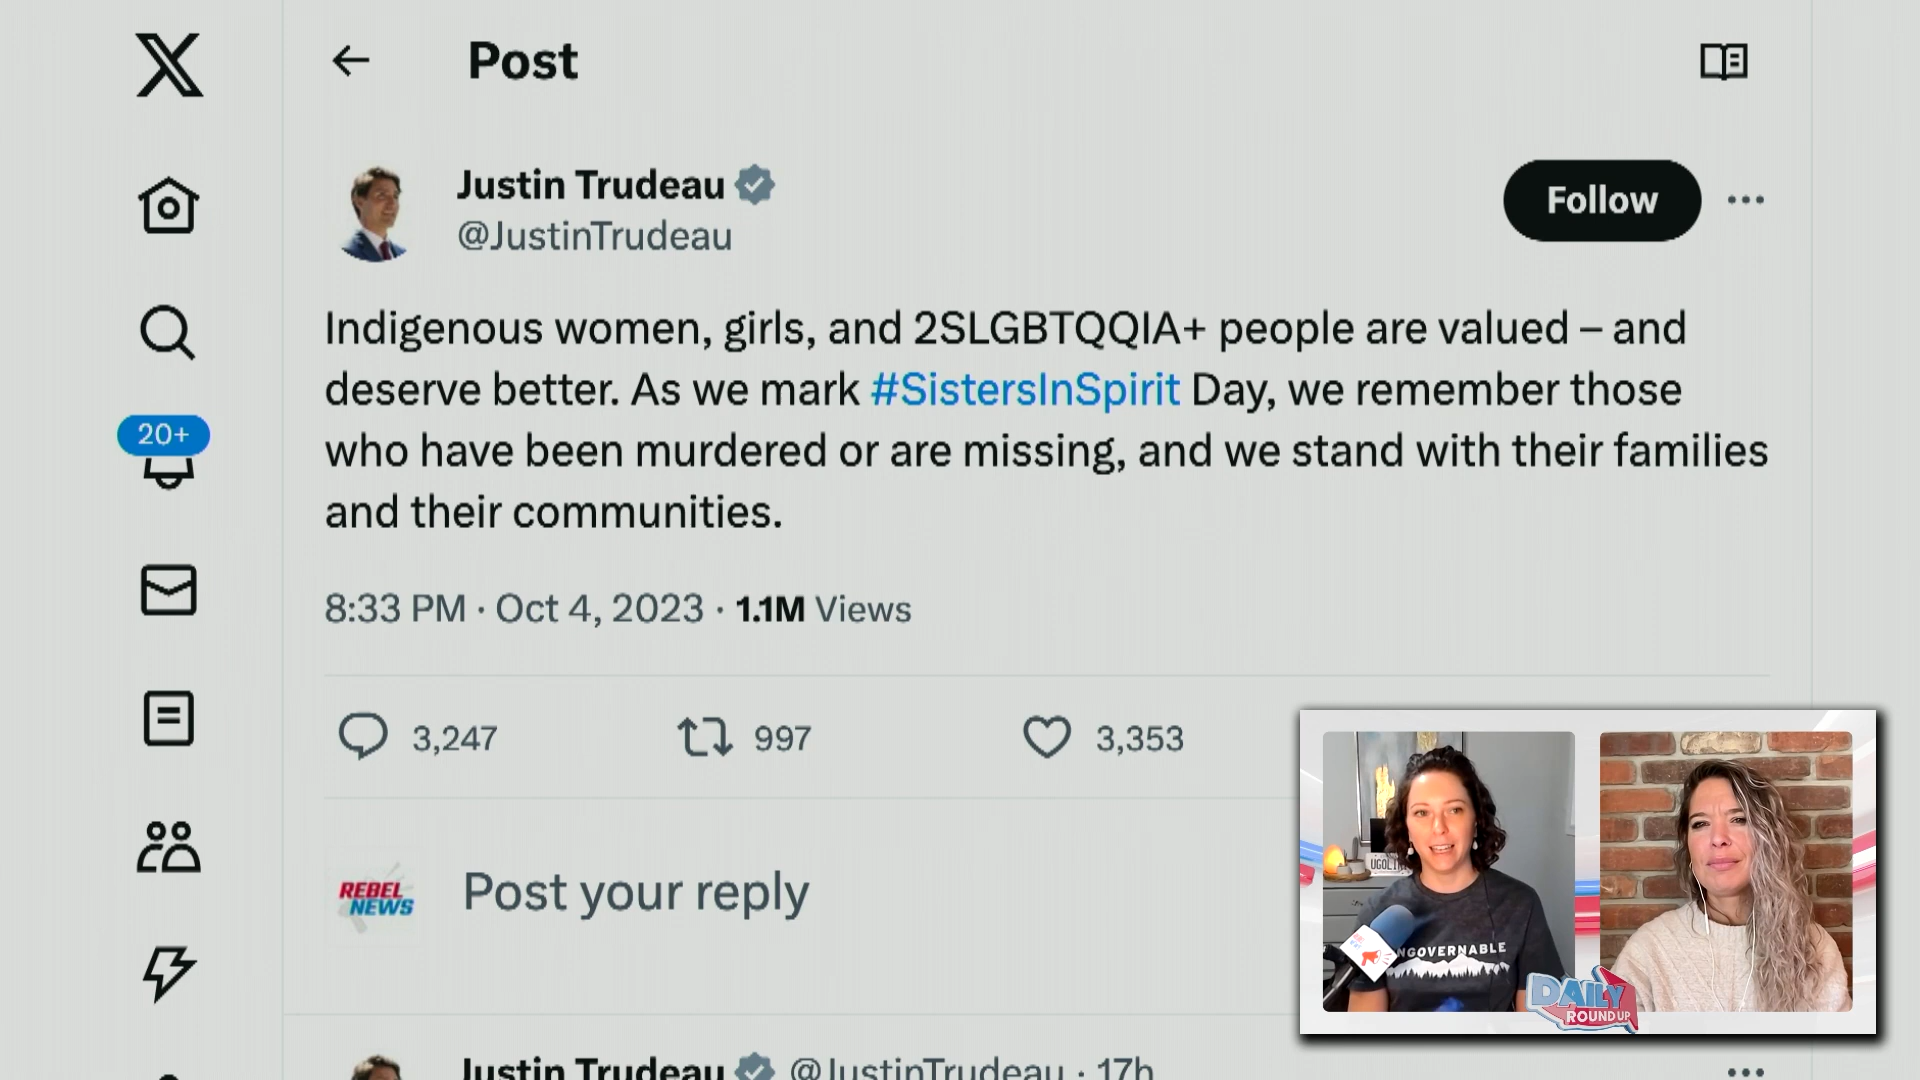 Post
Justin Trudeau
@JustinTrudeau
Follow
Indigenous women, girls, and 2SLGBTQQIA+ people are valued – and
deserve better. As we mark #SistersInSpirit Day, we remember those
who have been murdered or are missing, and we stand with their families
and their communities.
20+
8:33 PM · Oct 4, 2023 · 1.1M Views
3,247 997 3,353
REBEL
NEWS
Post your reply
NGOVERNABLE
DAILY
ROUNDUP
Justin Trudeau @JustinTrudeau · 17h